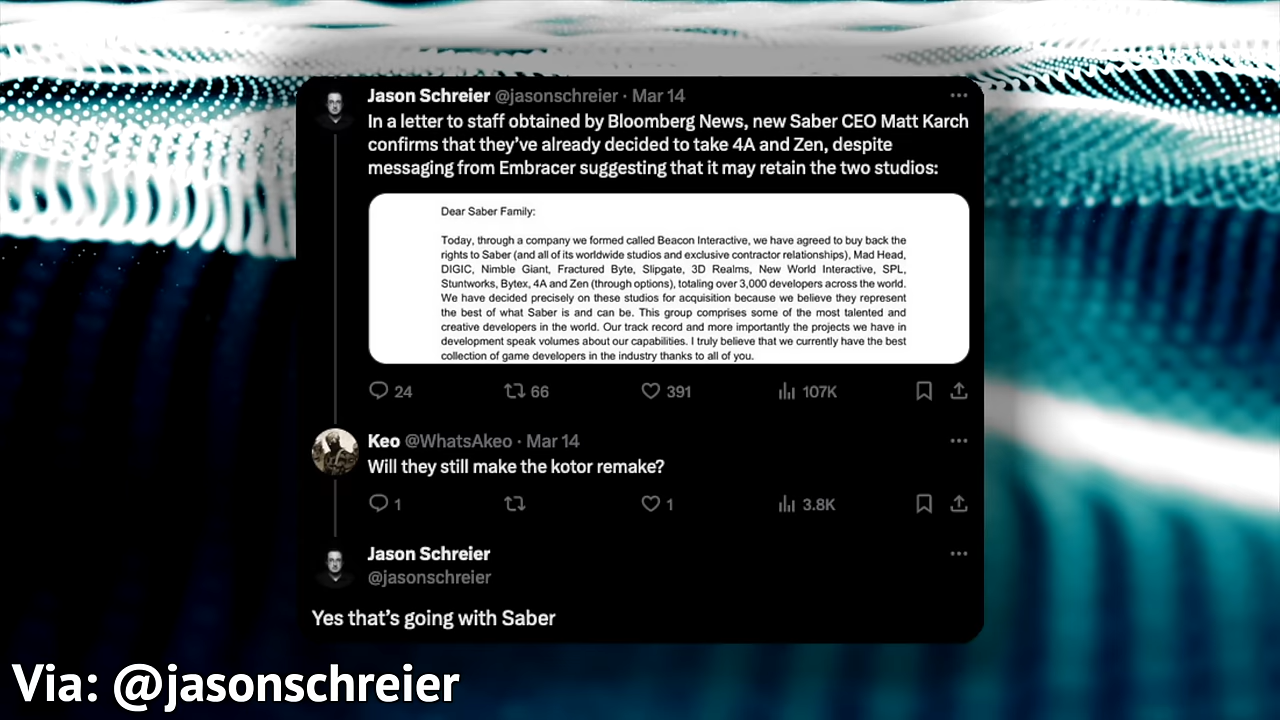 Jason Schreier @jasonschreier · Mar 14
In a letter to staff obtained by Bloomberg News, new Saber CEO Matt Karch
confirms that they've already decided to take 4A and Zen, despite
messaging from Embracer suggesting that it may retain the two studios:
Dear Saber Family:
Today, through a company we formed called Beacon Interactive, we have agreed to buy back the
rights to Saber (and all of its worldwide studios and exclusive contractor relationships), Mad Head,
DIGIC, Nimble Giant, Fractured Byte, Slipgate, 3D Realms, New World Interactive, SPL,
Stuntworks, Bytex, 4A and Zen (through options), totaling over 3,000 developers across the world.
We have decided precisely on these studios for acquisition because we believe they represent
the best of what Saber is and can be. This group comprises some of the most talented and
creative developers in the world. Our track record and more importantly the projects we have in
development speak volumes about our capabilities. I truly believe that we currently have the best
collection of game developers in the industry thanks to all of you.
24 66 391 107K
Keo @WhatsAkeo · Mar 14
Will they still make the kotor remake?
1 1 3.8K
Jason Schreier
@jasonschreier
Yes that's going with Saber
Via: @jasonschreier